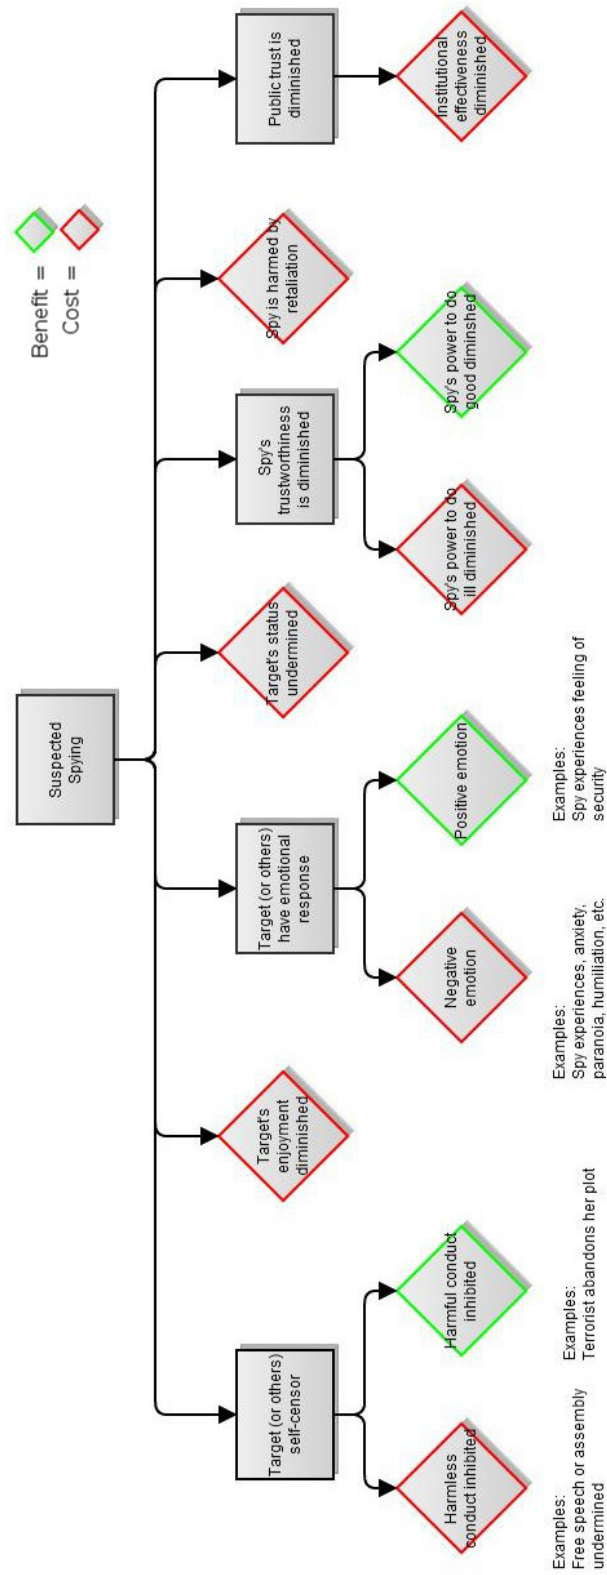 Benefit =
Cost =
Suspected
Spying
Target (or others)
self-censor
Target's
enjoyment
diminished
Target (or others)
have emotional
response
Target's status
undermined
Spy's
trustworthiness
is diminished
Spy is harmed by
retaliation
Public trust is
diminished
Harmless
conduct inhibited
Harmful conduct
inhibited
Negative
emotion
Positive emotion
Spy's power to do
ill diminished
Spy's power to do
good diminshed
Institutional
effectiveness
diminished
Examples:
Free speech or assembly
undermined
Examples:
Terrorist abandons her plot
Examples:
Spy experiences, anxiety,
paranoia, humiliation, etc.
Examples:
Spy experiences feeling of
security